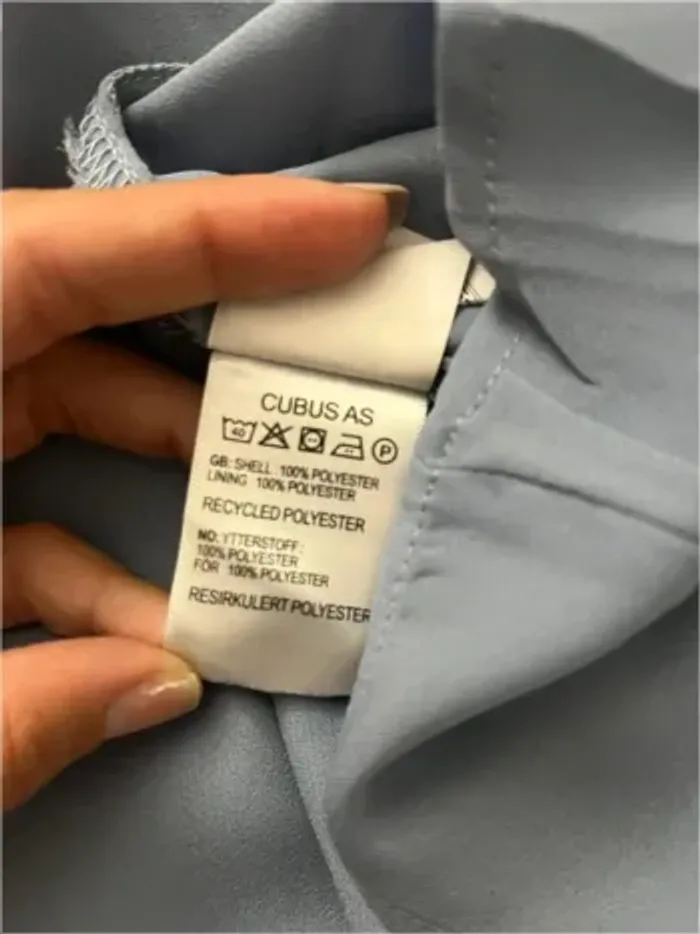 CUBUS AS
40 P
GB: SHELL 100% POLYESTER
LINING 100% POLYESTER
RECYCLED POLYESTER
NO: YTTERSTOFF:
100% POLYESTER
FÔR 100% POLYESTER
RESIRKULERT POLYESTER